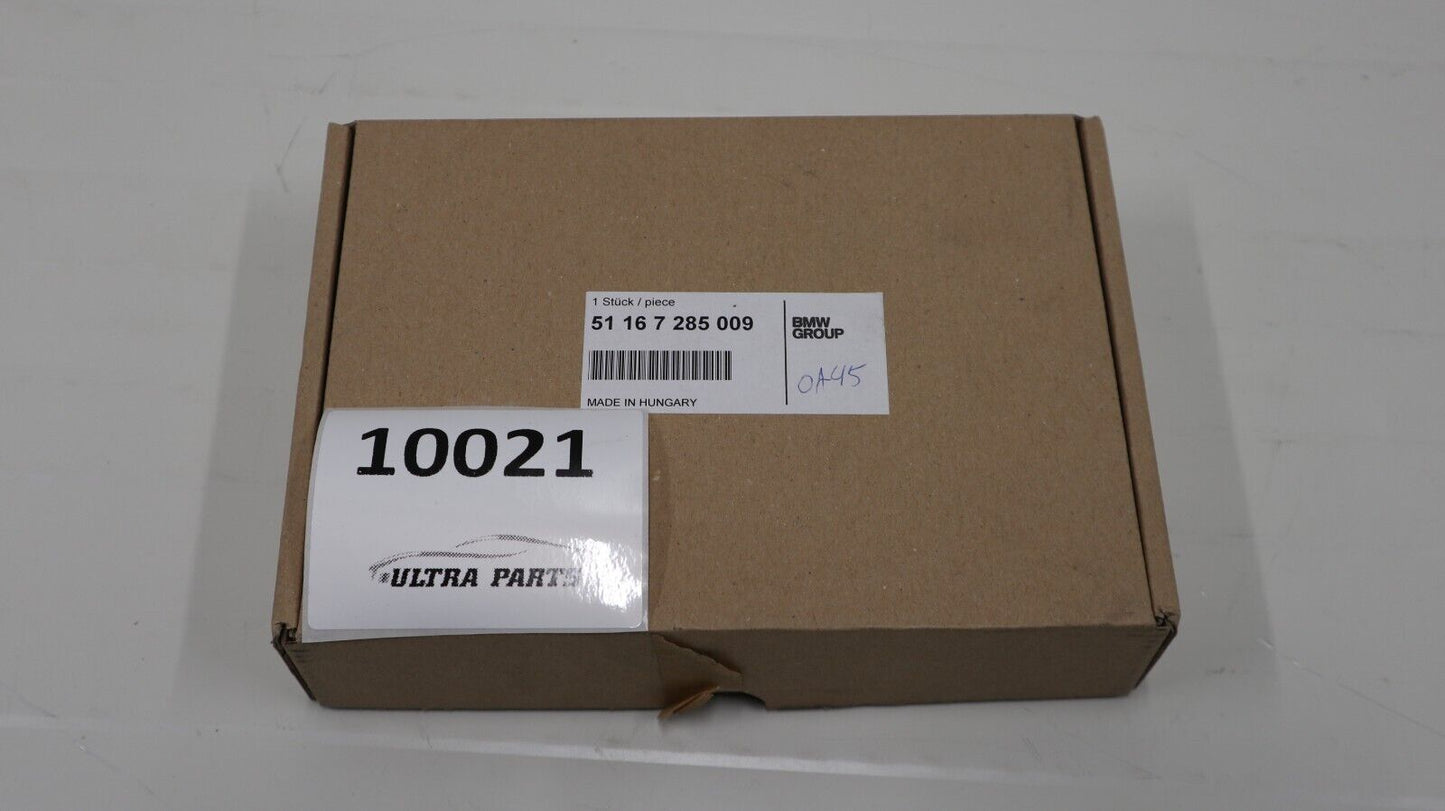 1 Stück / piece
51 16 7 285 009
MADE IN HUNGARY
BMW
GROUP
0A45
10021
ULTRA PARTS